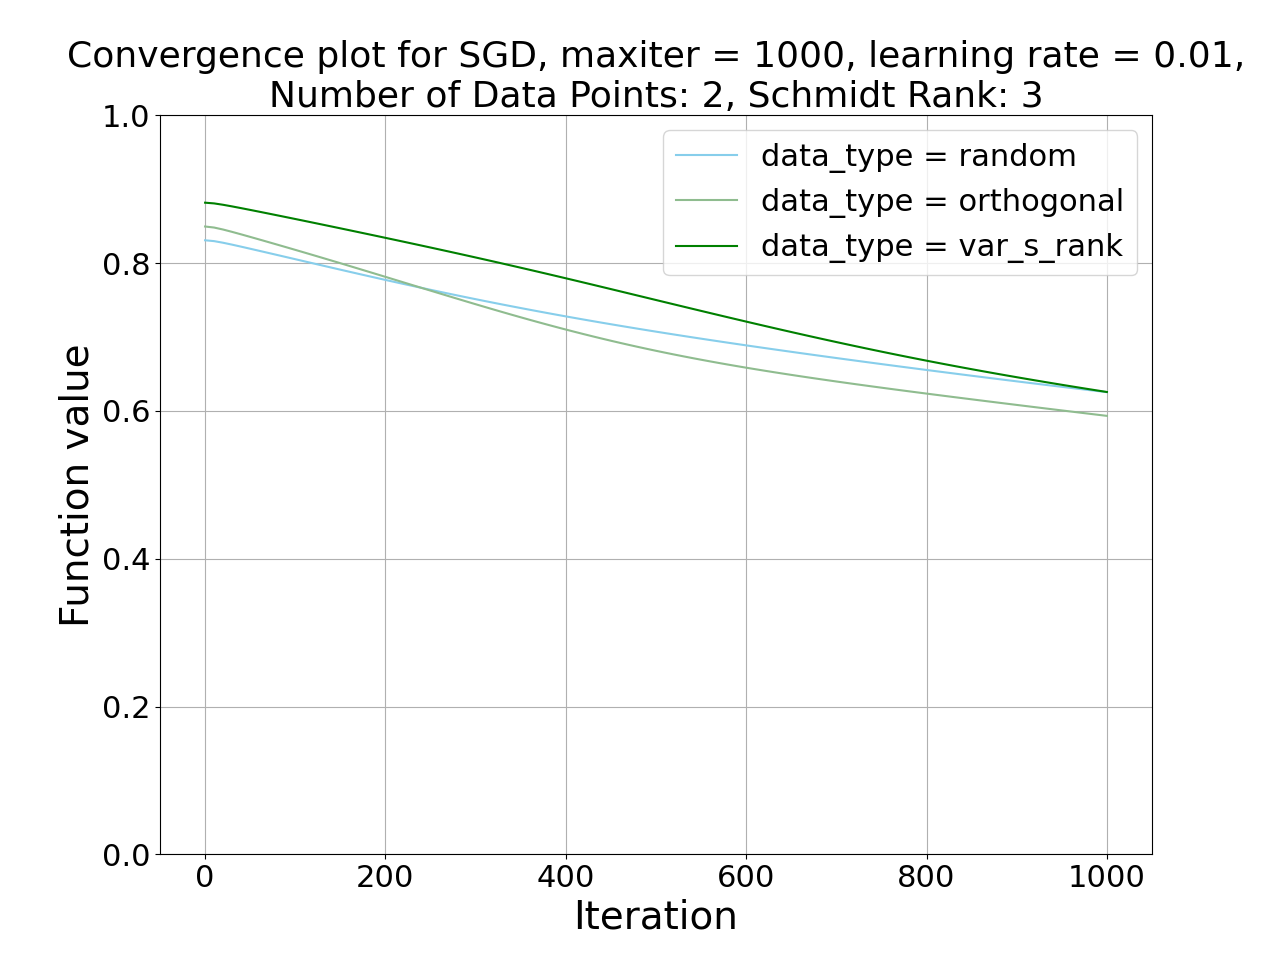 Convergence plot for SGD, maxiter = 1000, learning rate = 0.01,
Number of Data Points: 2, Schmidt Rank: 3
1.0
0.8
0.6
0.4
0.2
0.0
Function value
data_type = random
data_type = orthogonal
data_type = var_s_rank
0 200 400 600 800 1000
Iteration